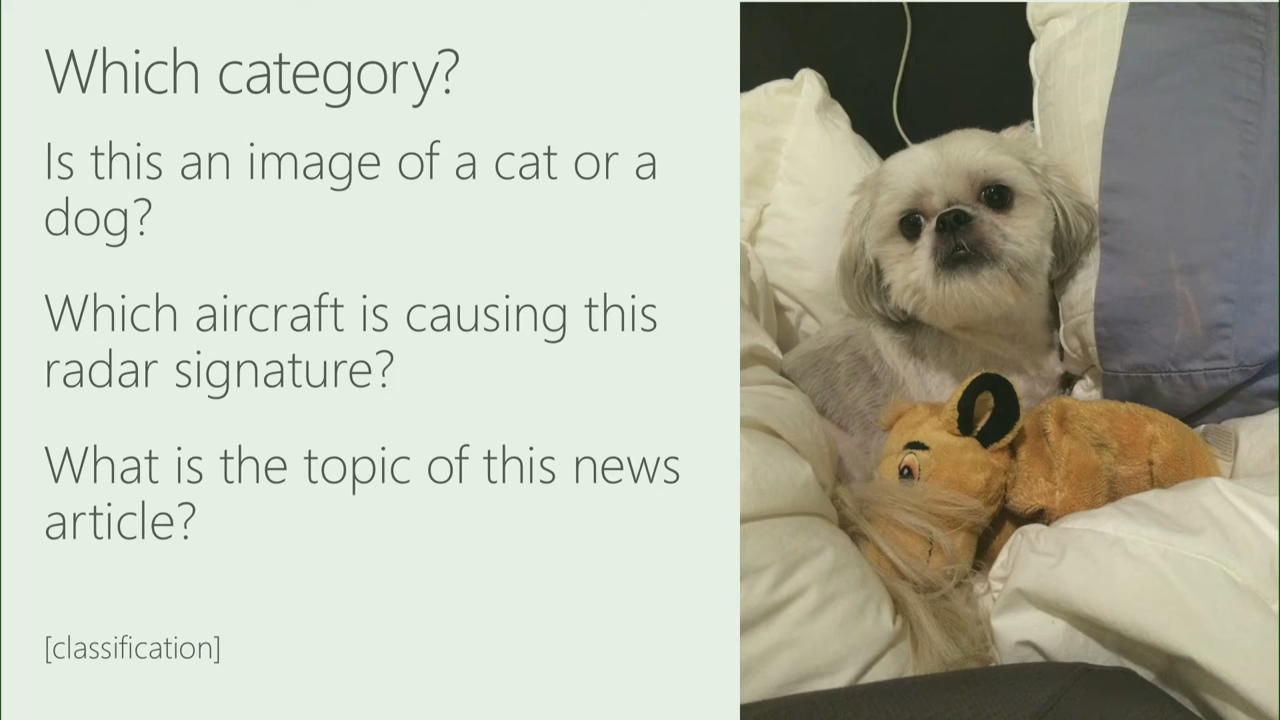 Which category?
Is this an image of a cat or a
dog?
Which aircraft is causing this
radar signature?
What is the topic of this news
article?
[classification]